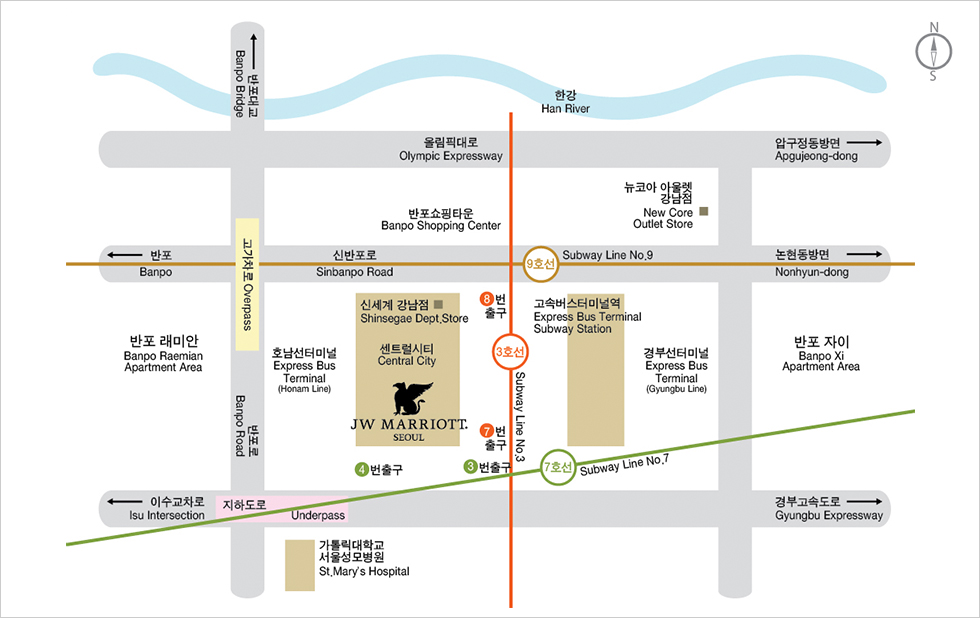 N
S
반포대교
Banpo Bridge
한강
Han River
올림픽대로
Olympic Expressway
압구정동방면
Apgujeong-dong
뉴코아 아울렛
강남점
New Core
Outlet Store
반포쇼핑타운
Banpo Shopping Center
반포
Banpo
고가차로 Overpass
신반포로
Sinbanpo Road
9호선
Subway Line No.9
논현동방면
Nonhyun-dong
신세계 강남점
Shinsegae Dept.Store
8번
출구
고속버스터미널역
Express Bus Terminal
Subway Station
반포 래미안
Banpo Raemian
Apartment Area
호남선터미널
Express Bus
Terminal
(Honam Line)
센트럴시티
Central City
3호선
Subway Line No.3
경부선터미널
Express Bus
Terminal
(Gyungbu Line)
반포 자이
Banpo Xi
Apartment Area
JW MARRIOTT.
SEOUL
반포로
Banpo Road
7번
출구
4번출구
3번출구
7호선
Subway Line No.7
이수교차로
Isu Intersection
지하도로
Underpass
경부고속도로
Gyungbu Expressway
가톨릭대학교
서울성모병원
St.Mary's Hospital